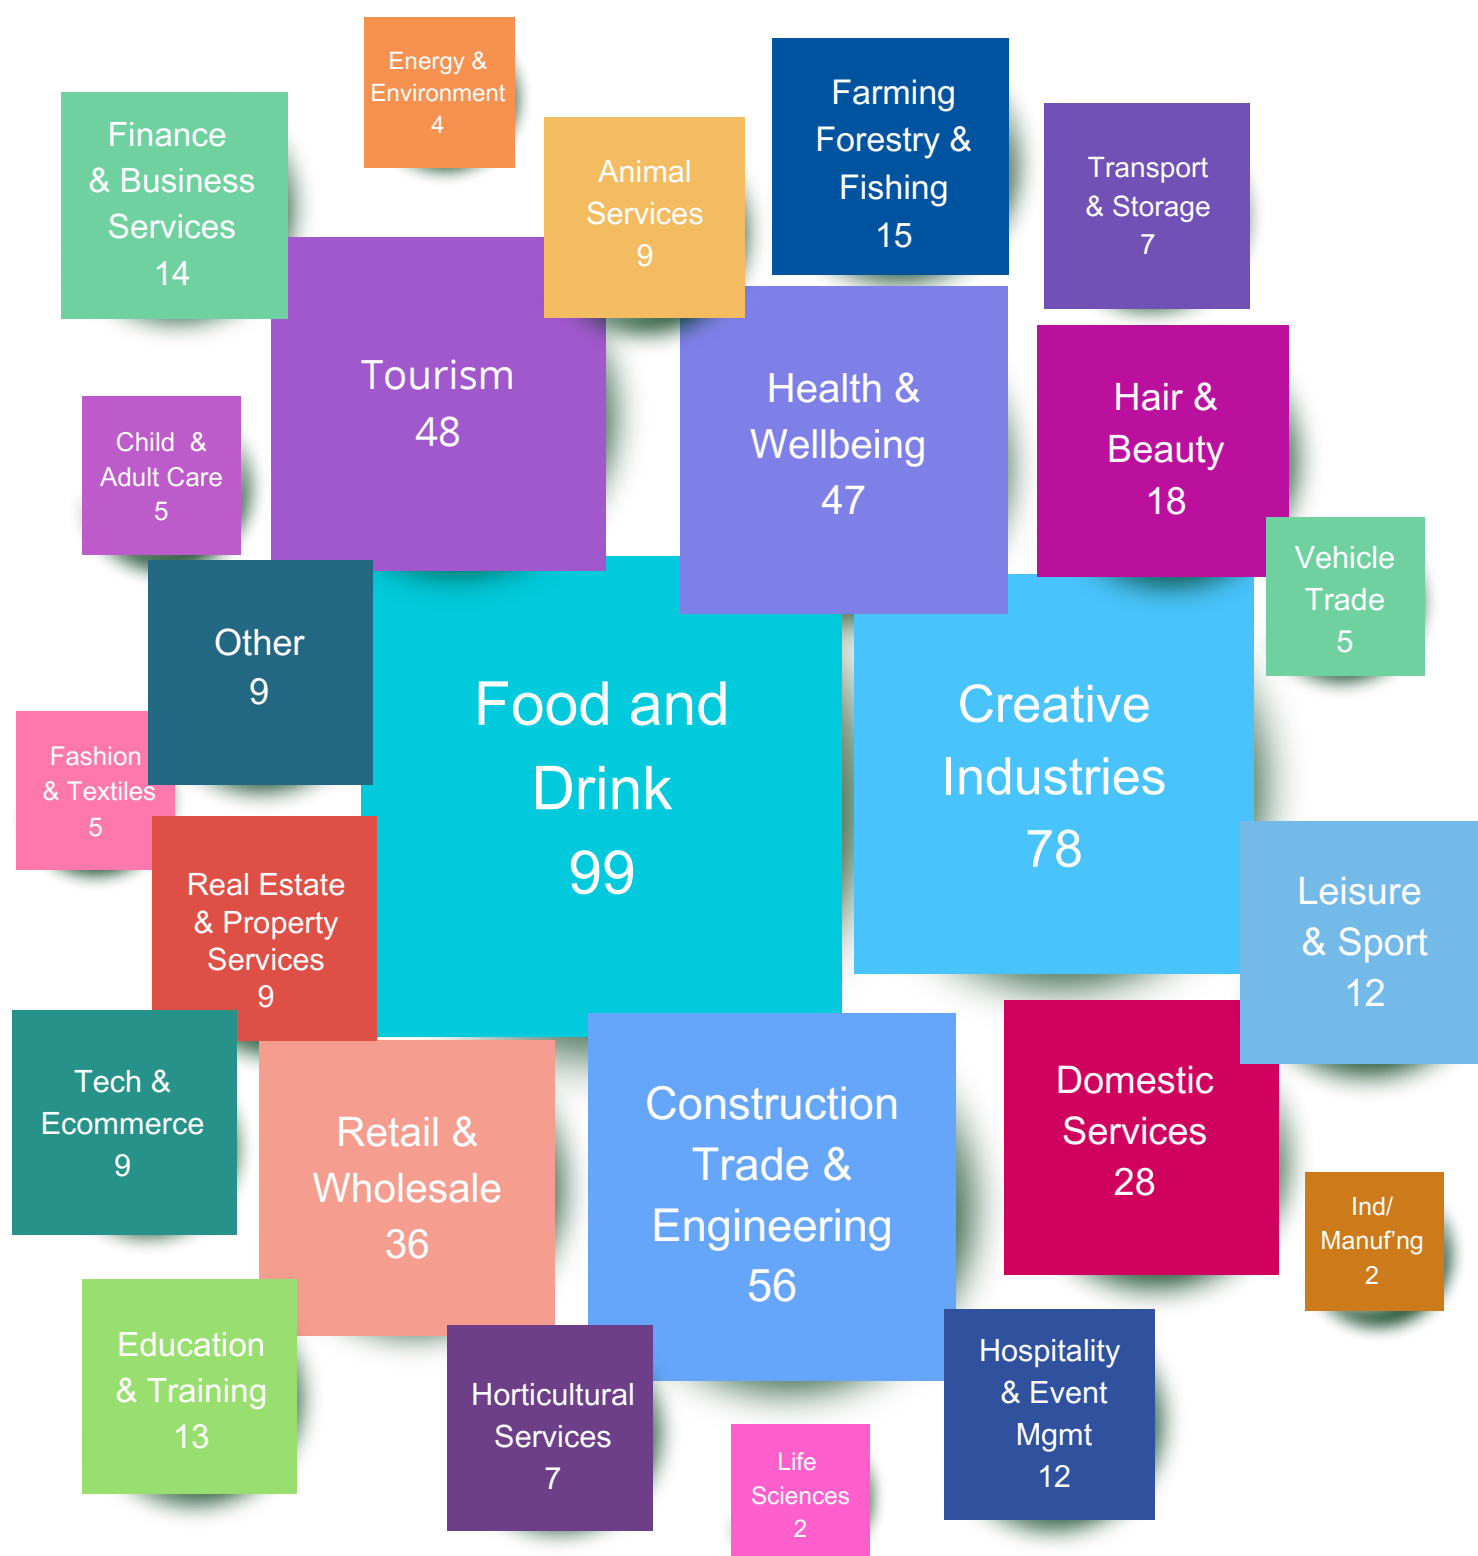 Energy &
Environment
4
Finance
& Business
Services
14
Animal
Services
9
Farming
Forestry &
Fishing
15
Transport
& Storage
7
Tourism
48
Health &
Wellbeing
47
Hair &
Beauty
18
Child  &
Adult Care
5
Vehicle
Trade
5
Other
9
Food and
Drink
99
Creative
Industries
78
Fashion
& Textiles
5
Real Estate
& Property
Services
9
Leisure
& Sport
12
Tech &
Ecommerce
9
Retail &
Wholesale
36
Construction
Trade &
Engineering
56
Domestic
Services
28
Ind/
Manuf’ng
2
Education
& Training
13
Horticultural
Services
7
Life
Sciences
2
Hospitality
& Event
Mgmt
12